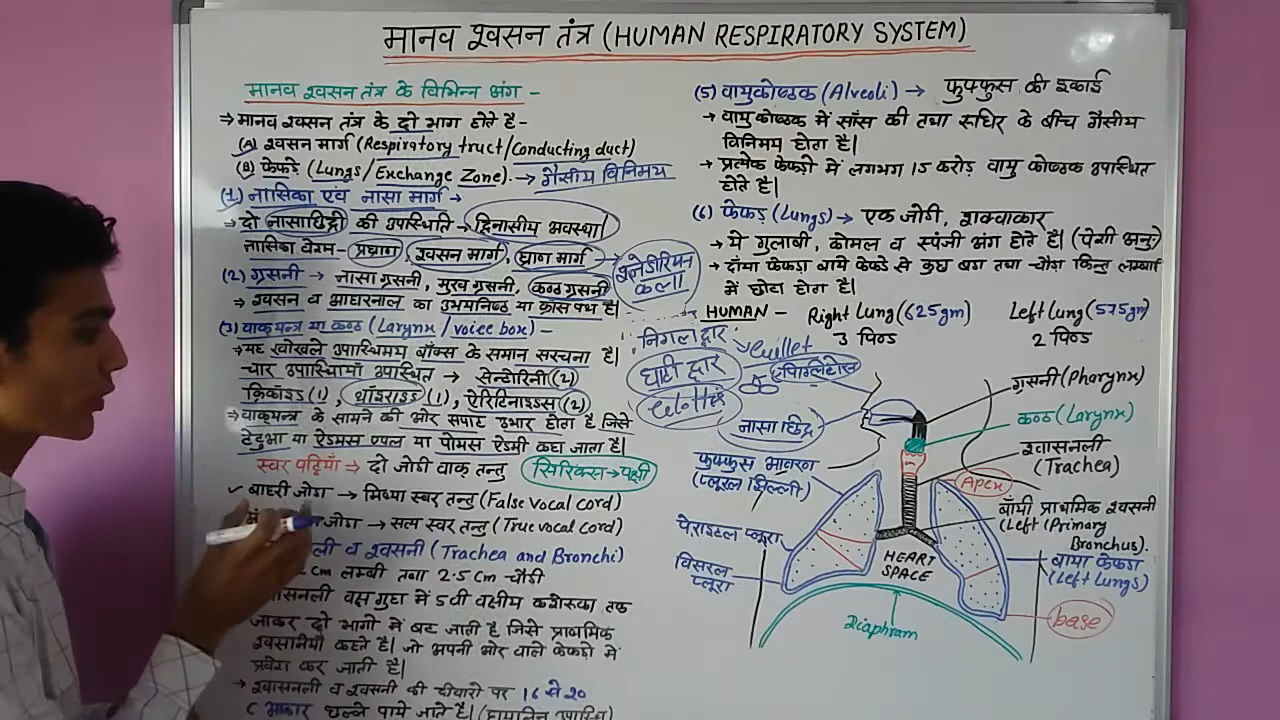 मानव श्वसन तंत्र (HUMAN RESPIRATORY SYSTEM)
मानव श्वसन तंत्र के विभिन्न अंग -
→ मानव श्वसन तंत्र के दो भाग होते है -
(A) श्वसन मार्ग (Respiratory truct/Conducting duct)
(B) फेफड़े (Lungs/Exchange Zone). → गैसीय विनिमय
(1) नासिका एवं नासा मार्ग →
→ दो नासाछिद्रों की उपस्थिति → द्विनासीय अवस्था
नासिका वेश्म - प्रघाण, श्वसन मार्ग, घ्राण मार्ग → श्नेडेरियन
कला
(2) ग्रसनी → नासा ग्रसनी, मुख ग्रसनी, कण्ठ ग्रसनी
→ श्वसन व आहारनाल का उभयनिष्ठ या क्रास पथ है।
(3) वाकयन्त्र या कण्ठ (Larynx / voice box) -
→ यह खोखले उपास्थिमय बॉक्स के समान संरचना है।
चार उपास्थियाँ उपस्थित → सेन्टोरिनी (2)
क्रिकॉइड (1), थॉइराइड (1), ऐरिटिनाइडस (2)
→ वाकयन्त्र के सामने की ओर सपाट उभार होता है जिसे
टेंटुआ या ऐडमस एपल या पोमस ऐडमी कहा जाता है।
स्वर पट्टियाँ → दो जोडी वाक् तन्तु सिरिंक्स → पक्षी
✓ बाहरी जोडा → मिथ्या स्वर तन्तु (False vocal cord)
जोडा → सत्य स्वर तन्तु (True vocal cord)
व श्वसनी (Trachea and Bronchi)
cm लम्बी तथा 2.5 cm चौडी
वक्ष गुहा में 5वी वक्षीय कशेरुका तक
जाकर दो भागो मे बट जाती है जिसे प्राथमिक
श्वसनियाँ कहते है। जो अपनी ओर वाले फेफडे में
प्रवेश कर जाती है।
→ श्वासनली व श्वसनी की दीवारो पर 16 से 20
C आकार छल्ले पाये जाते है।
(5) वायुकोष्ठक (Alveoli) → फुफ्फुस की इकाई
→ वायु कोष्ठक में साँस की तथा रूधिर के बीच गैसीय
विनिमय होता है।
→ प्रत्येक फेफडे में लगभग 15 करोड़ वायु कोष्ठक उपस्थित
होते है।
(6) फेफड़े (Lungs) → एक जोडी, शंक्वाकार
→ ये गुलाबी, कोमल व स्पंजी अंग होते है। (पेशी अनु॰)
→ दाँया फेफडा बाये फेफडे से कुछ बडा तथा चौडा किन्तु लम्बाई
में छोटा होता है।
HUMAN - Right Lung (625gm) Left Lung (575gm)
3 पिण्ड 2 पिण्ड
निगलद्वार → Gullet
घाटी द्वार
Glottis
एपिग्लोटिस
नासा छिद्र
फुफ्फुस आवरण
(प्लूरल झिल्ली)
पेराइटल प्लूरा
विसरल
प्लूरा
ग्रसनी (Pharynx)
कण्ठ (Larynx)
श्वासनली
(Trachea)
Apex
बाँयी प्राथमिक श्वसनी
(Left (Primary
Bronchus).
HEART
SPACE
बाया फेफडा
(Left Lungs)
base
Diaphram